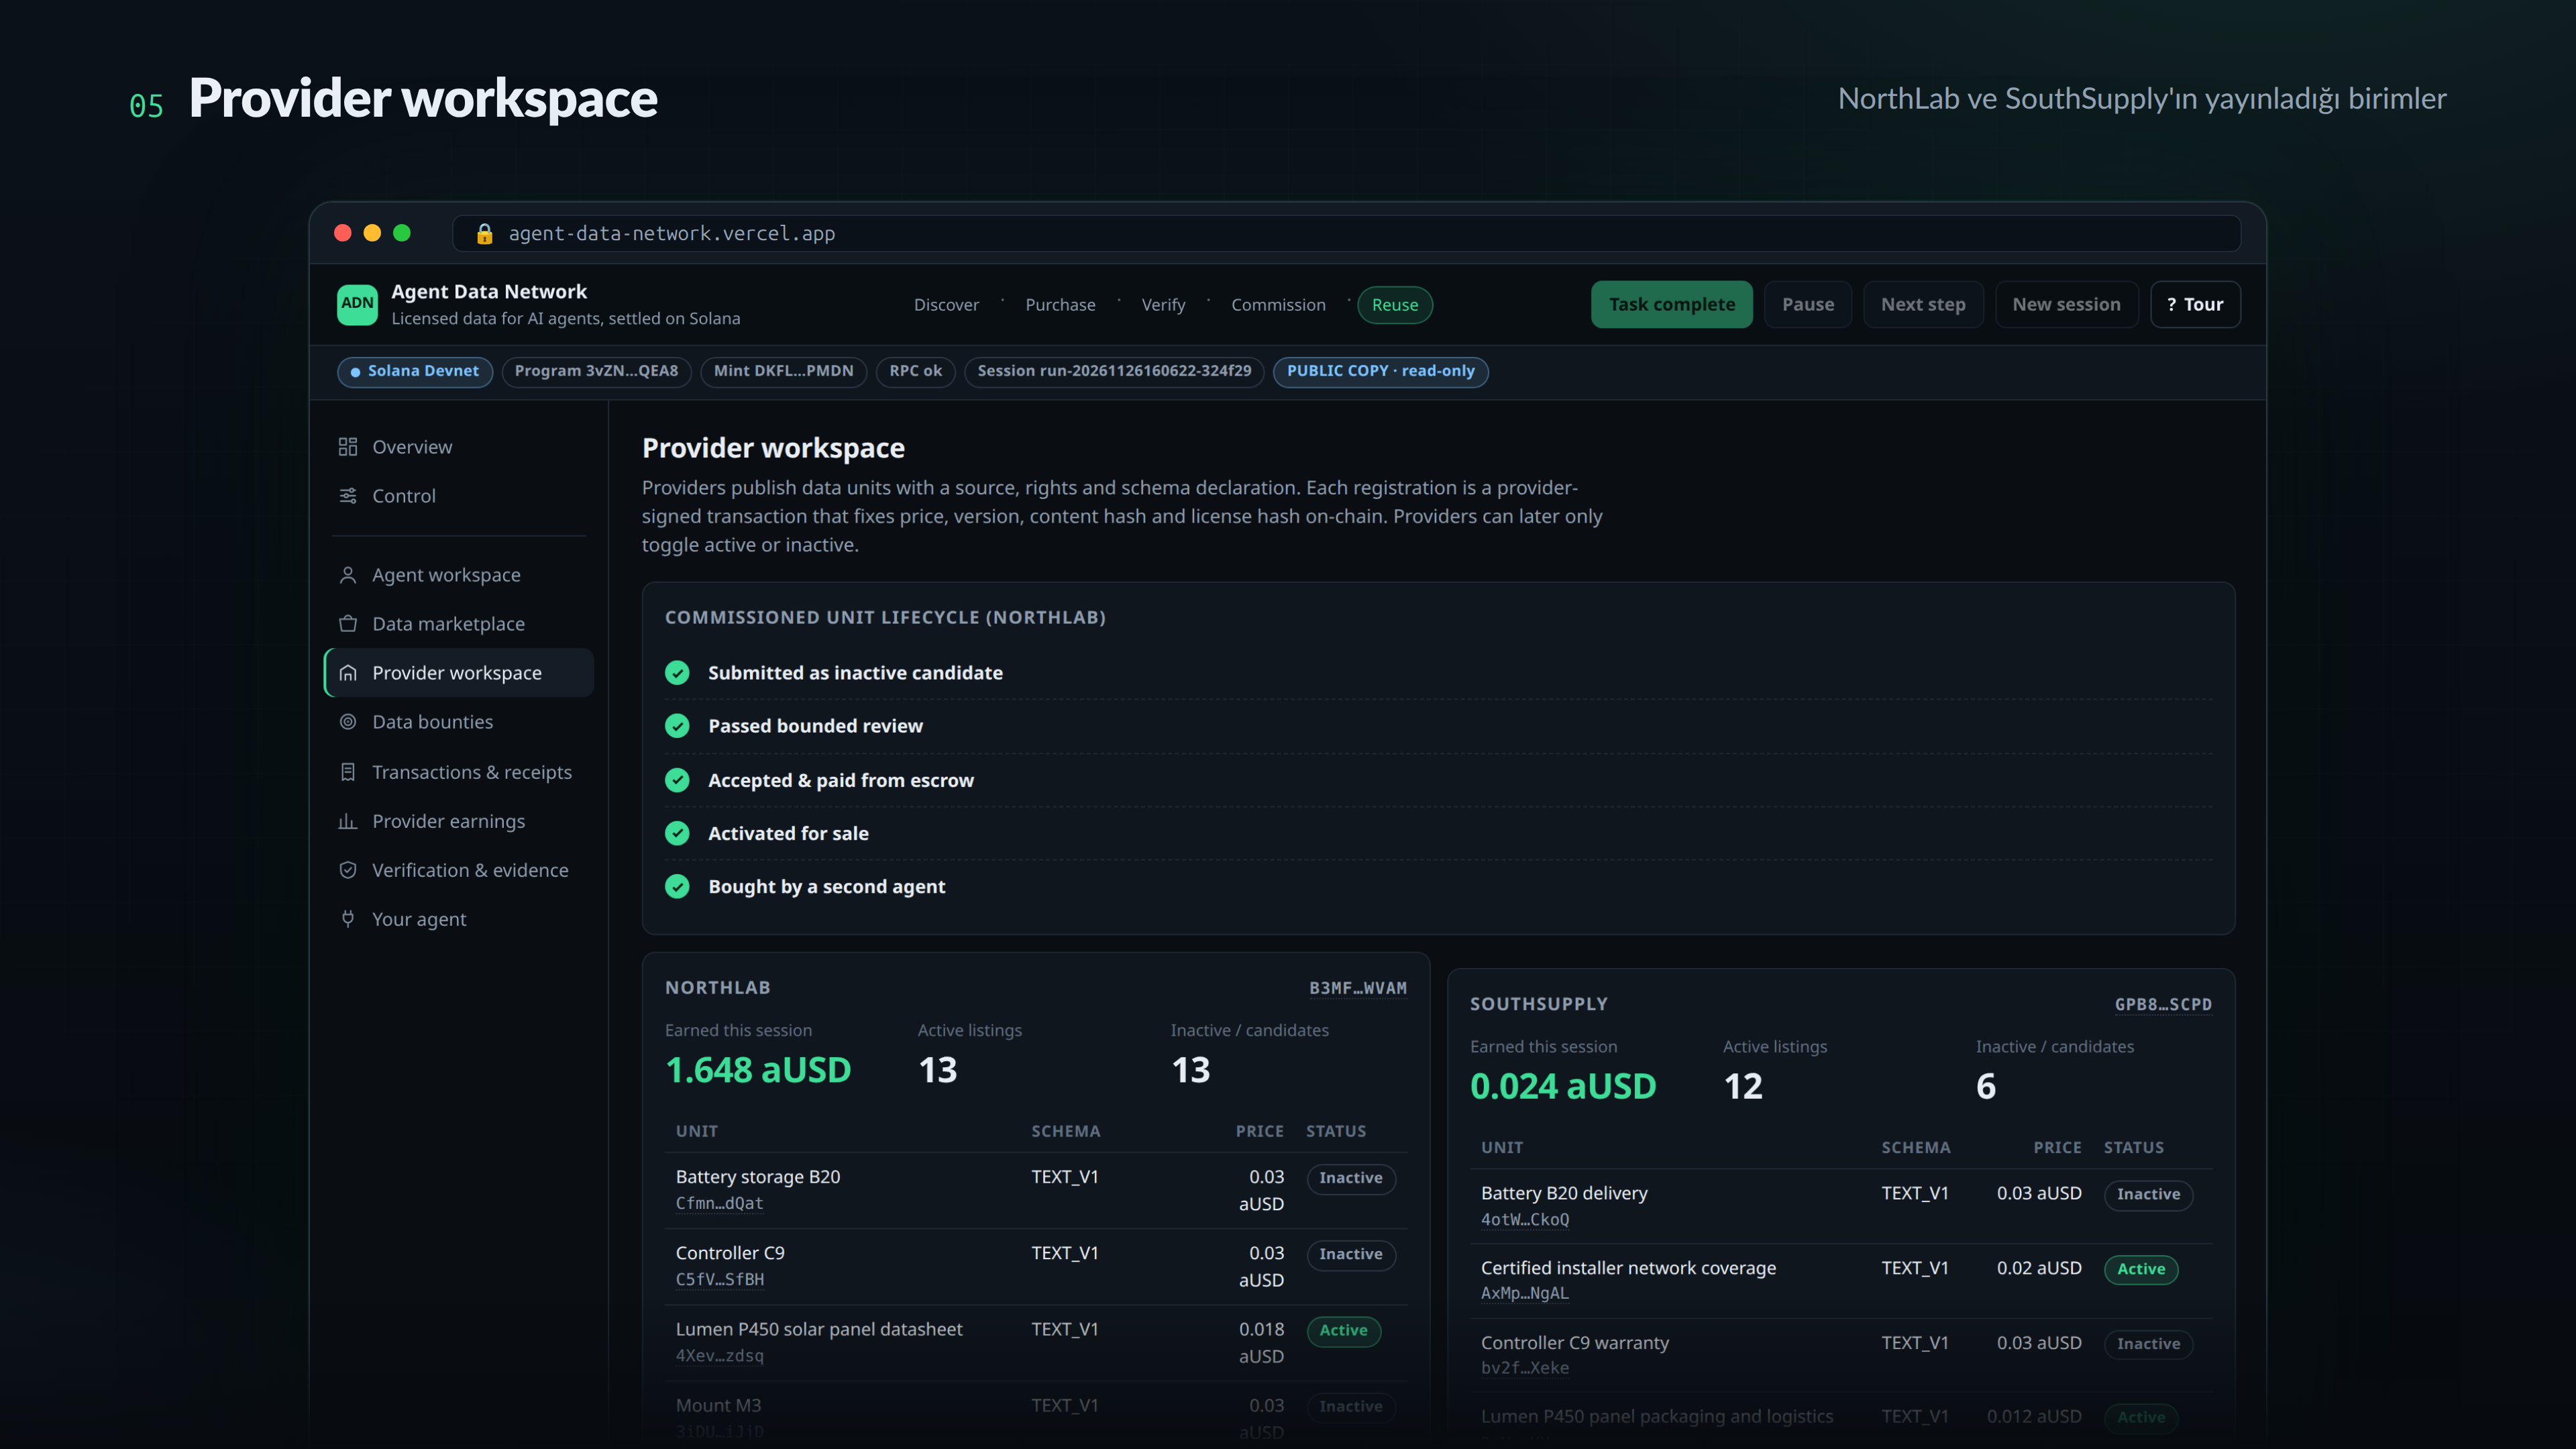 05 Provider workspace
NorthLab ve SouthSupply'ın yayınladığı birimler
agent-data-network.vercel.app
ADN
Agent Data Network
Licensed data for AI agents, settled on Solana
Discover · Purchase · Verify · Commission · Reuse
Task complete
Pause
Next step
New session
? Tour
Solana Devnet
Program 3vZN…QEA8
Mint DKFL…PMDN
RPC ok
Session run-20261126160622-324f29
PUBLIC COPY · read-only
Overview
Control
Agent workspace
Data marketplace
Provider workspace
Data bounties
Transactions & receipts
Provider earnings
Verification & evidence
Your agent
Provider workspace
Providers publish data units with a source, rights and schema declaration. Each registration is a provider-
signed transaction that fixes price, version, content hash and license hash on-chain. Providers can later only
toggle active or inactive.
COMMISSIONED UNIT LIFECYCLE (NORTHLAB)
Submitted as inactive candidate
Passed bounded review
Accepted & paid from escrow
Activated for sale
Bought by a second agent
NORTHLAB B3MF…WVAM
Earned this session Active listings Inactive / candidates
1.648 aUSD 13 13
UNIT SCHEMA PRICE STATUS
Battery storage B20 TEXT_V1 0.03 Inactive
Cfmn…dQat aUSD
Controller C9 TEXT_V1 0.03 Inactive
C5fV…SfBH aUSD
Lumen P450 solar panel datasheet TEXT_V1 0.018 Active
4Xev…zdsq aUSD
Mount M3 TEXT_V1 0.03 Inactive
3iDU…iJjD aUSD
SOUTHSUPPLY GPB8…SCPD
Earned this session Active listings Inactive / candidates
0.024 aUSD 12 6
UNIT SCHEMA PRICE STATUS
Battery B20 delivery TEXT_V1 0.03 aUSD Inactive
4otW…CkoQ
Certified installer network coverage TEXT_V1 0.02 aUSD Active
AxMp…NgAL
Controller C9 warranty TEXT_V1 0.03 aUSD Inactive
bv2f…Xeke
Lumen P450 panel packaging and logistics TEXT_V1 0.012 aUSD Active